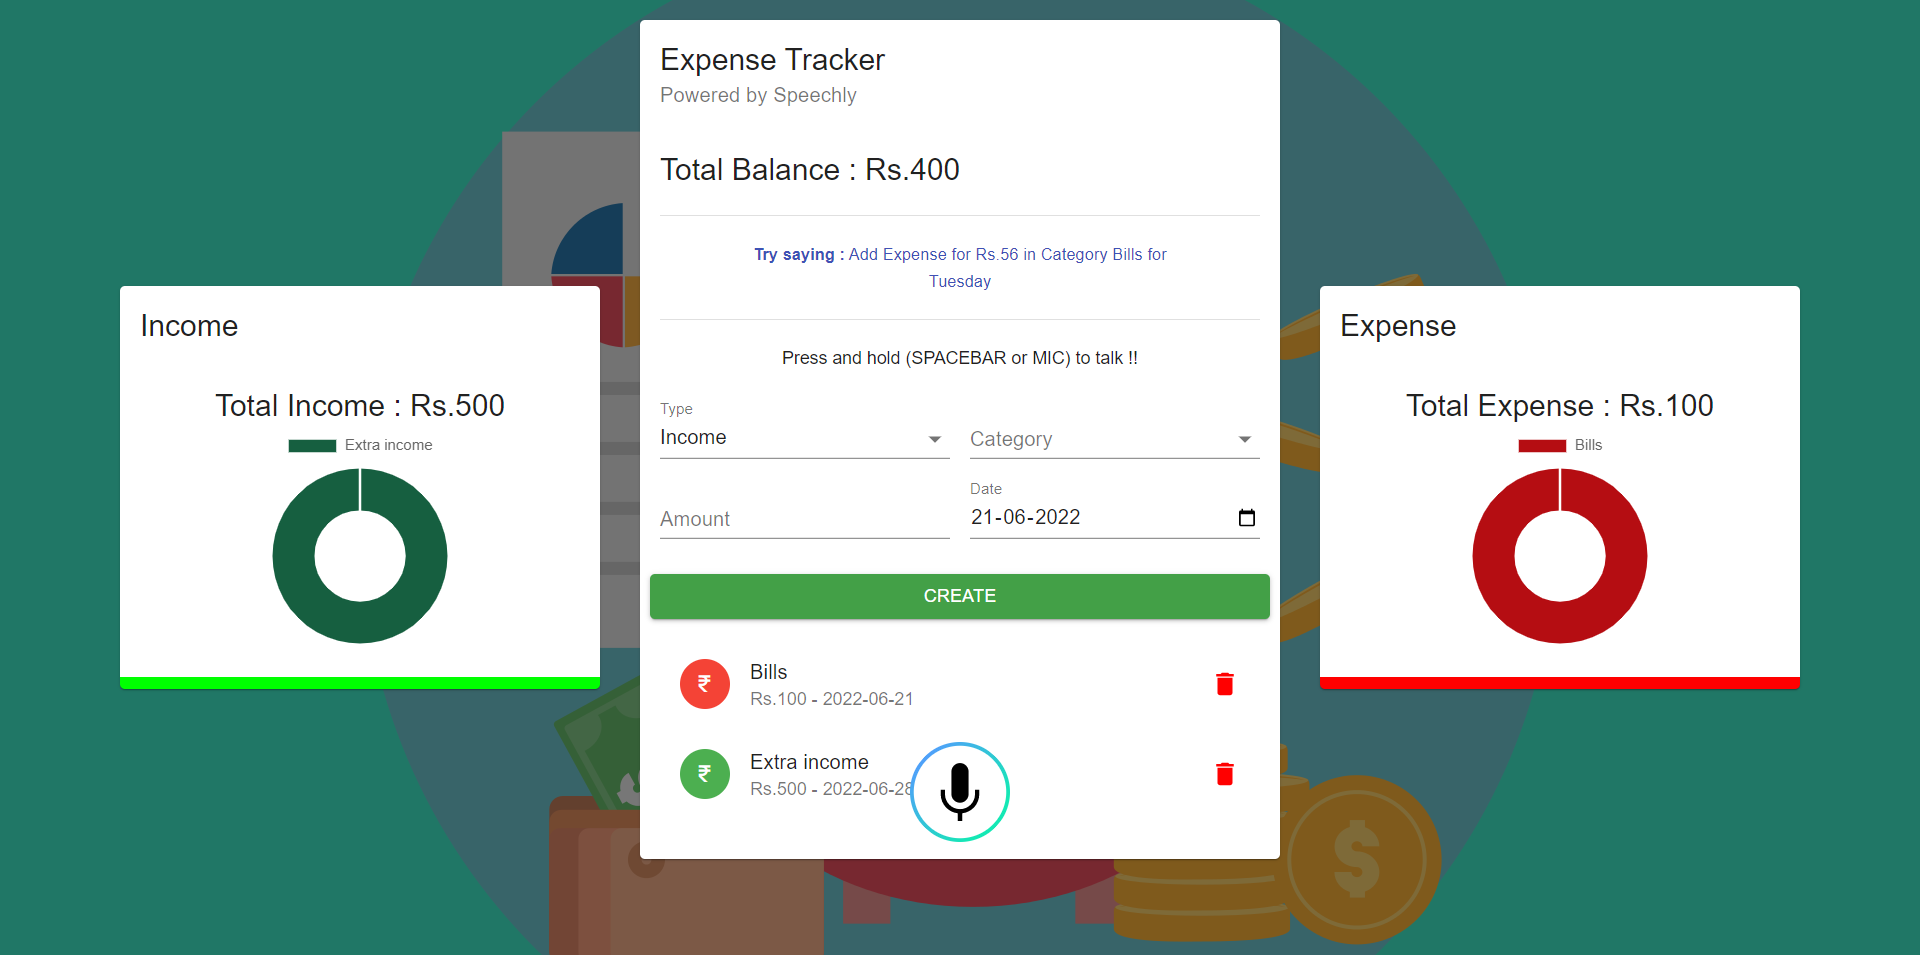 Expense Tracker
Powered by Speechly
Total Balance : Rs.400
Try saying : Add Expense for Rs.56 in Category Bills for
Tuesday
Press and hold (SPACEBAR or MIC) to talk !!
Type
Income
Category
Amount
Date
21-06-2022
CREATE
₹
Bills
Rs.100 - 2022-06-21
₹
Extra income
Rs.500 - 2022-06-28
Income
Total Income : Rs.500
Extra income
Expense
Total Expense : Rs.100
Bills
$